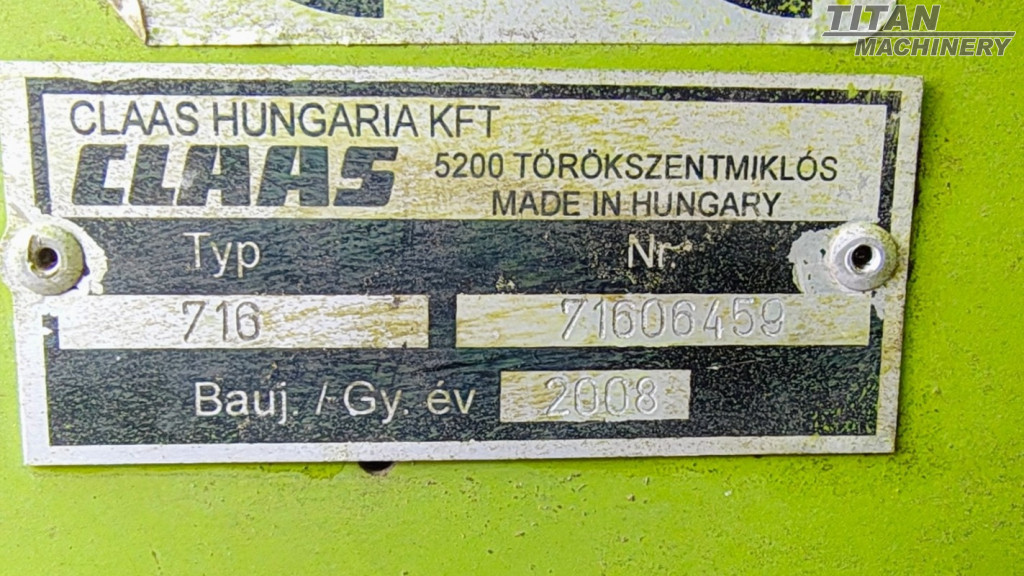 TITAN
MACHINERY
CLAAS HUNGARIA KFT
CLAAS
5200 TÖRÖKSZENTMIKLÓS
MADE IN HUNGARY
Typ Nr.
716 71606459
Bauj. / Gy. év 2008